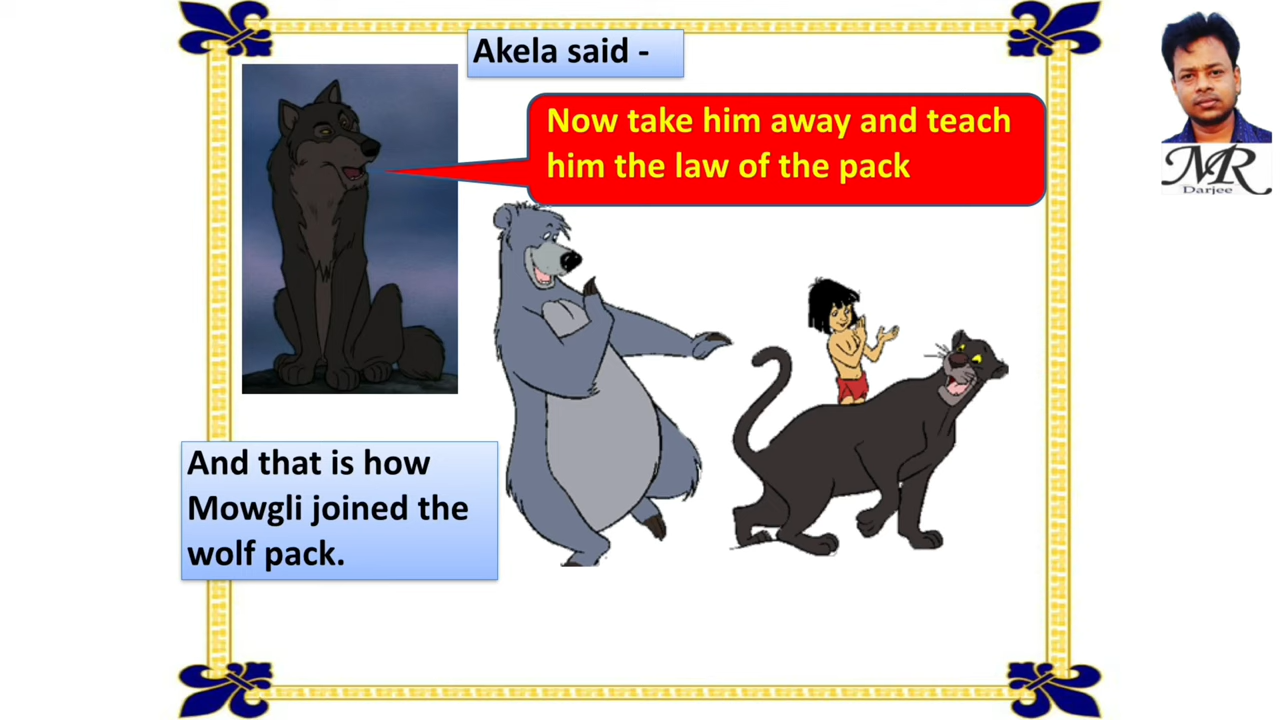 Akela said -
Now take him away and teach
him the law of the pack
And that is how
Mowgli joined the
wolf pack.
MR
Darjee